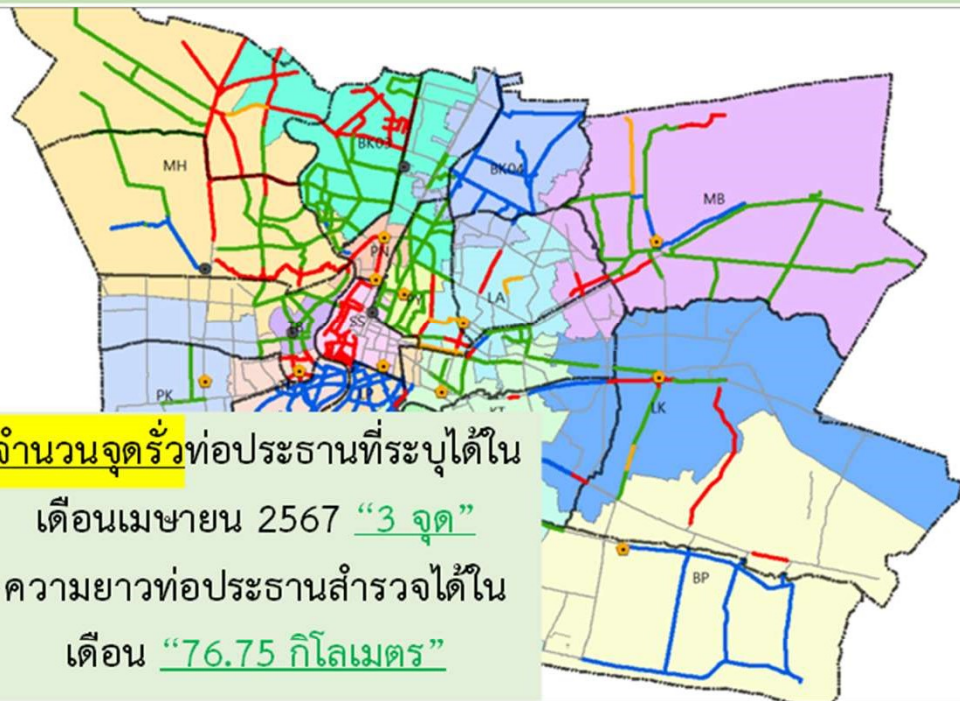 MH
BK03
BK04
MB
PN
PY
LA
SS
PK
LK
จำนวนจุดรั่วท่อประธานที่ระบุได้ใน
เดือนเมษายน 2567 “3 จุด”
ความยาวท่อประธานสำรวจได้ใน
เดือน “76.75 กิโลเมตร”
BP